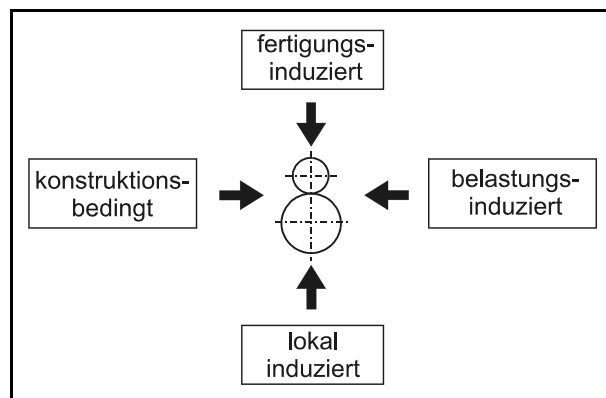 fertigungs-
induziert
konstruktions-
bedingt
belastungs-
induziert
lokal
induziert